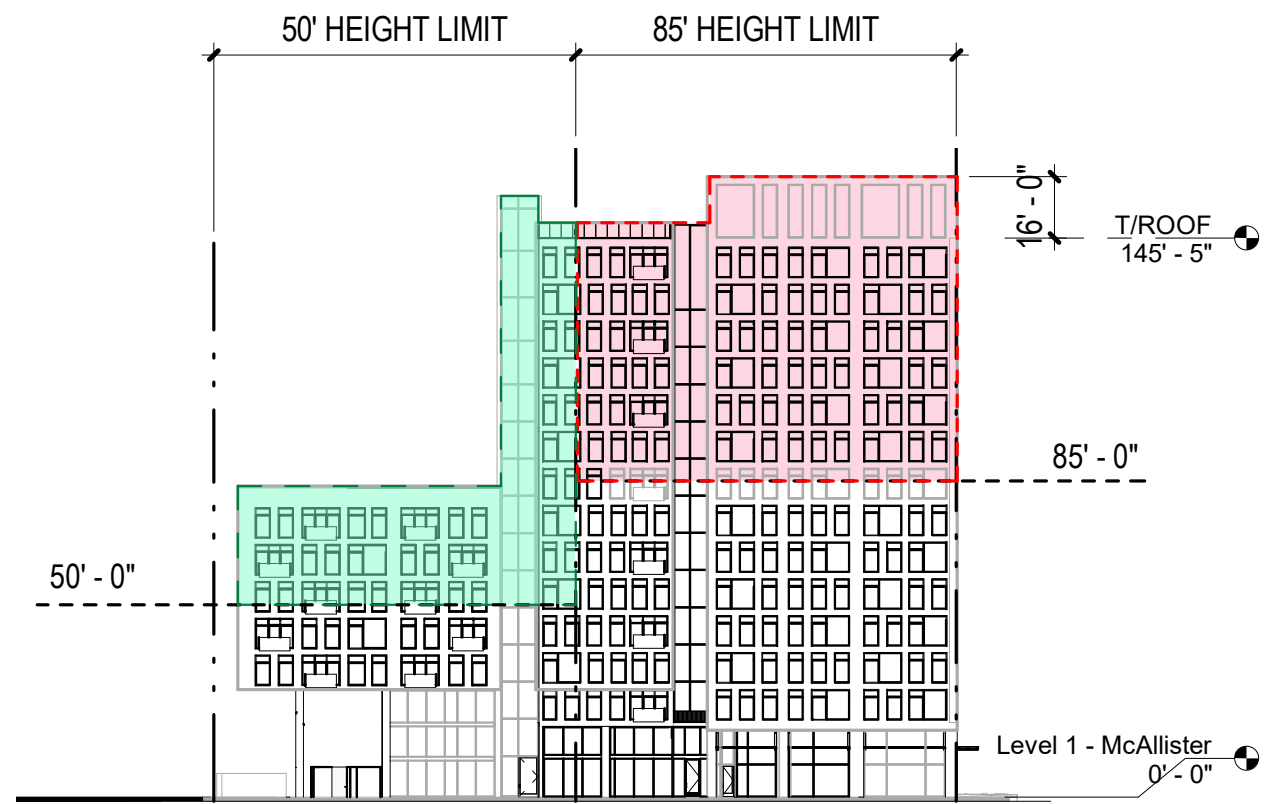 50' HEIGHT LIMIT
85' HEIGHT LIMIT
16' - 0"
T/ROOF
145' - 5"
85' - 0"
50' - 0"
Level 1 - McAllister
0' - 0"